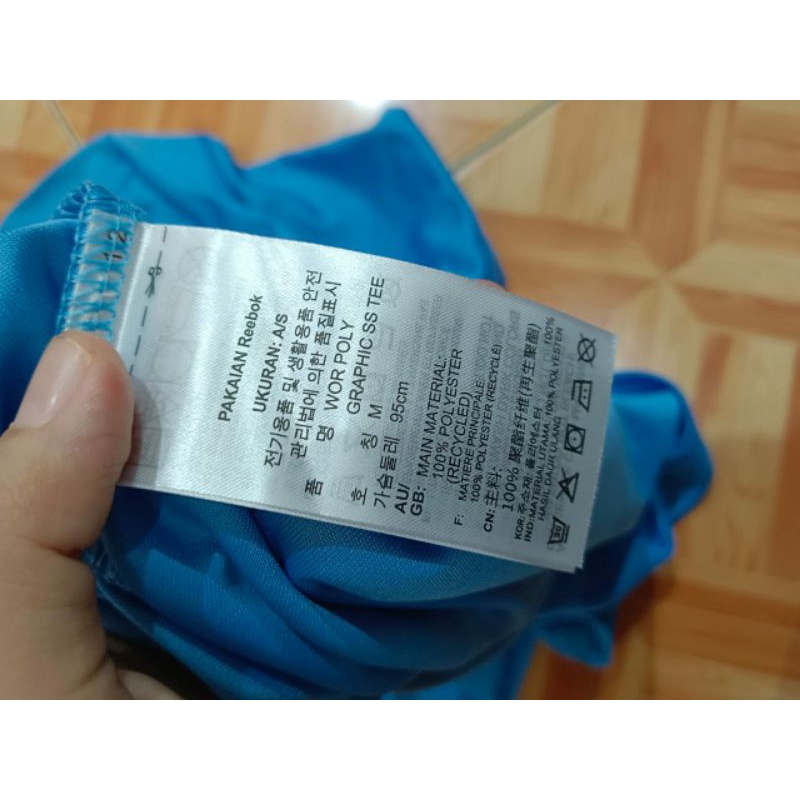 12
PAKAIAN Reebok
UKURAN: A/S
전기용품 및 생활용품 안전
관리법에 의한 품질표시
품 명 WOR POLY
GRAPHIC SS TEE
호 칭 M
가슴둘레 95cm
AU/
GB: MAIN MATERIAL:
100% POLYESTER
(RECYCLED)
F: MATIERE PRINCIPALE:
100% POLYESTER (RECYCLÉ)
CN: 主料:
100% 聚酯纤维(再生聚酯)
KOR:주소재: 폴리에스터 100%
IND:MATERIAL UTAMA: 100% POLYESTER
HASIL DAUR ULANG